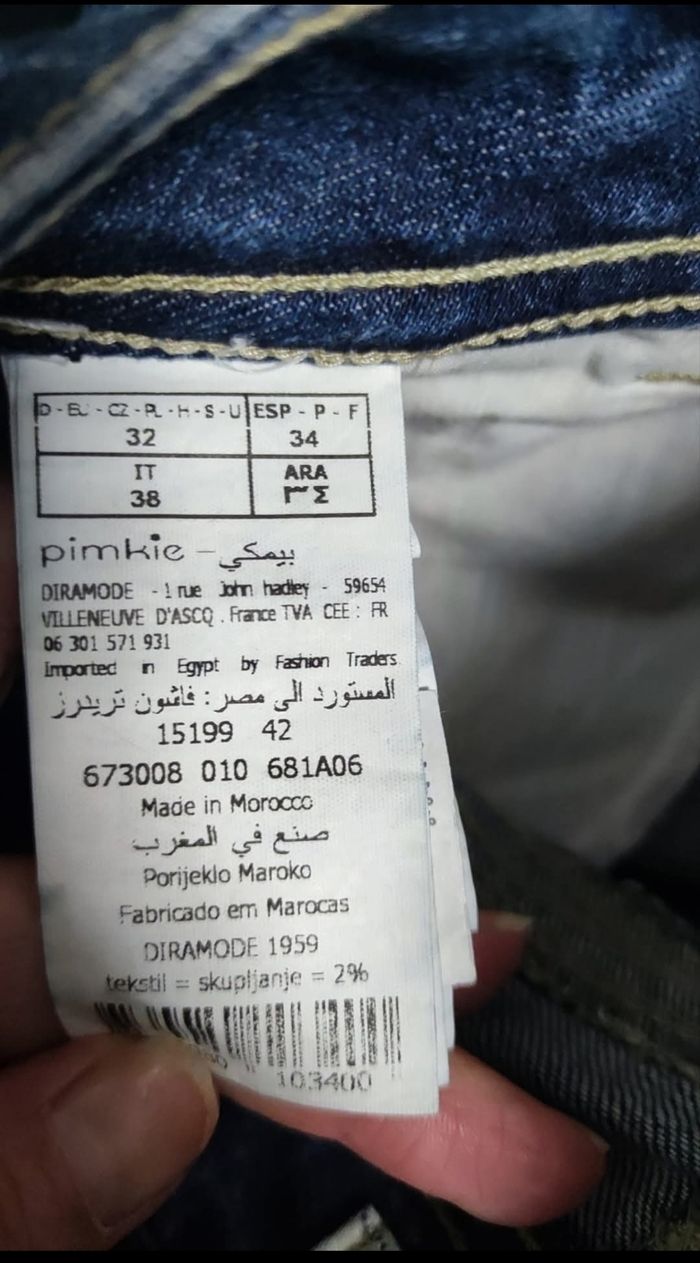 D - EU - CZ - PL - H - S - U ESP - P - F
32 34
IT ARA
38 ٣٤
pimkie - بيمكي
DIRAMODE - 1 rue John hadley - 59654
VILLENEUVE D'ASCQ . France TVA CEE : FR
06 301 571 931
Imported in Egypt by Fashion Traders
المستورد الى مصر : فاشون تريدرز
15199 42
673008 010 681A06
Made in Morocco
صنع في المغرب
Porijeklo Maroko
Fabricado em Marocas
DIRAMODE 1959
tekstil = skupljanje = 2%
103400